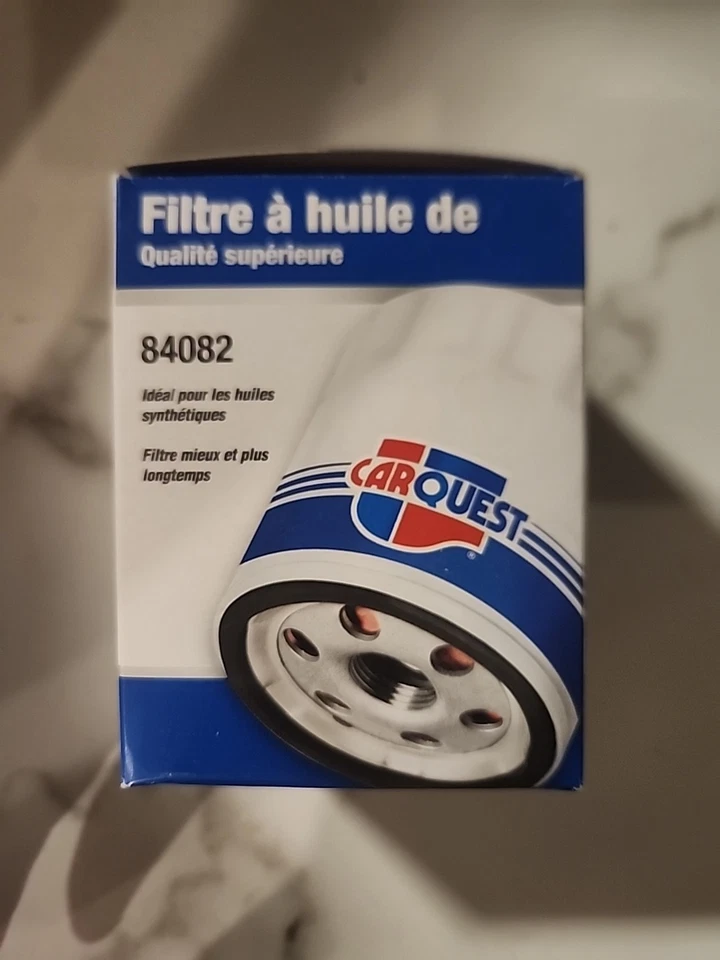 Filtre à huile de
Qualité supérieure
84082
Idéal pour les huiles
synthétiques
Filtre mieux et plus
longtemps
CARQUEST
®